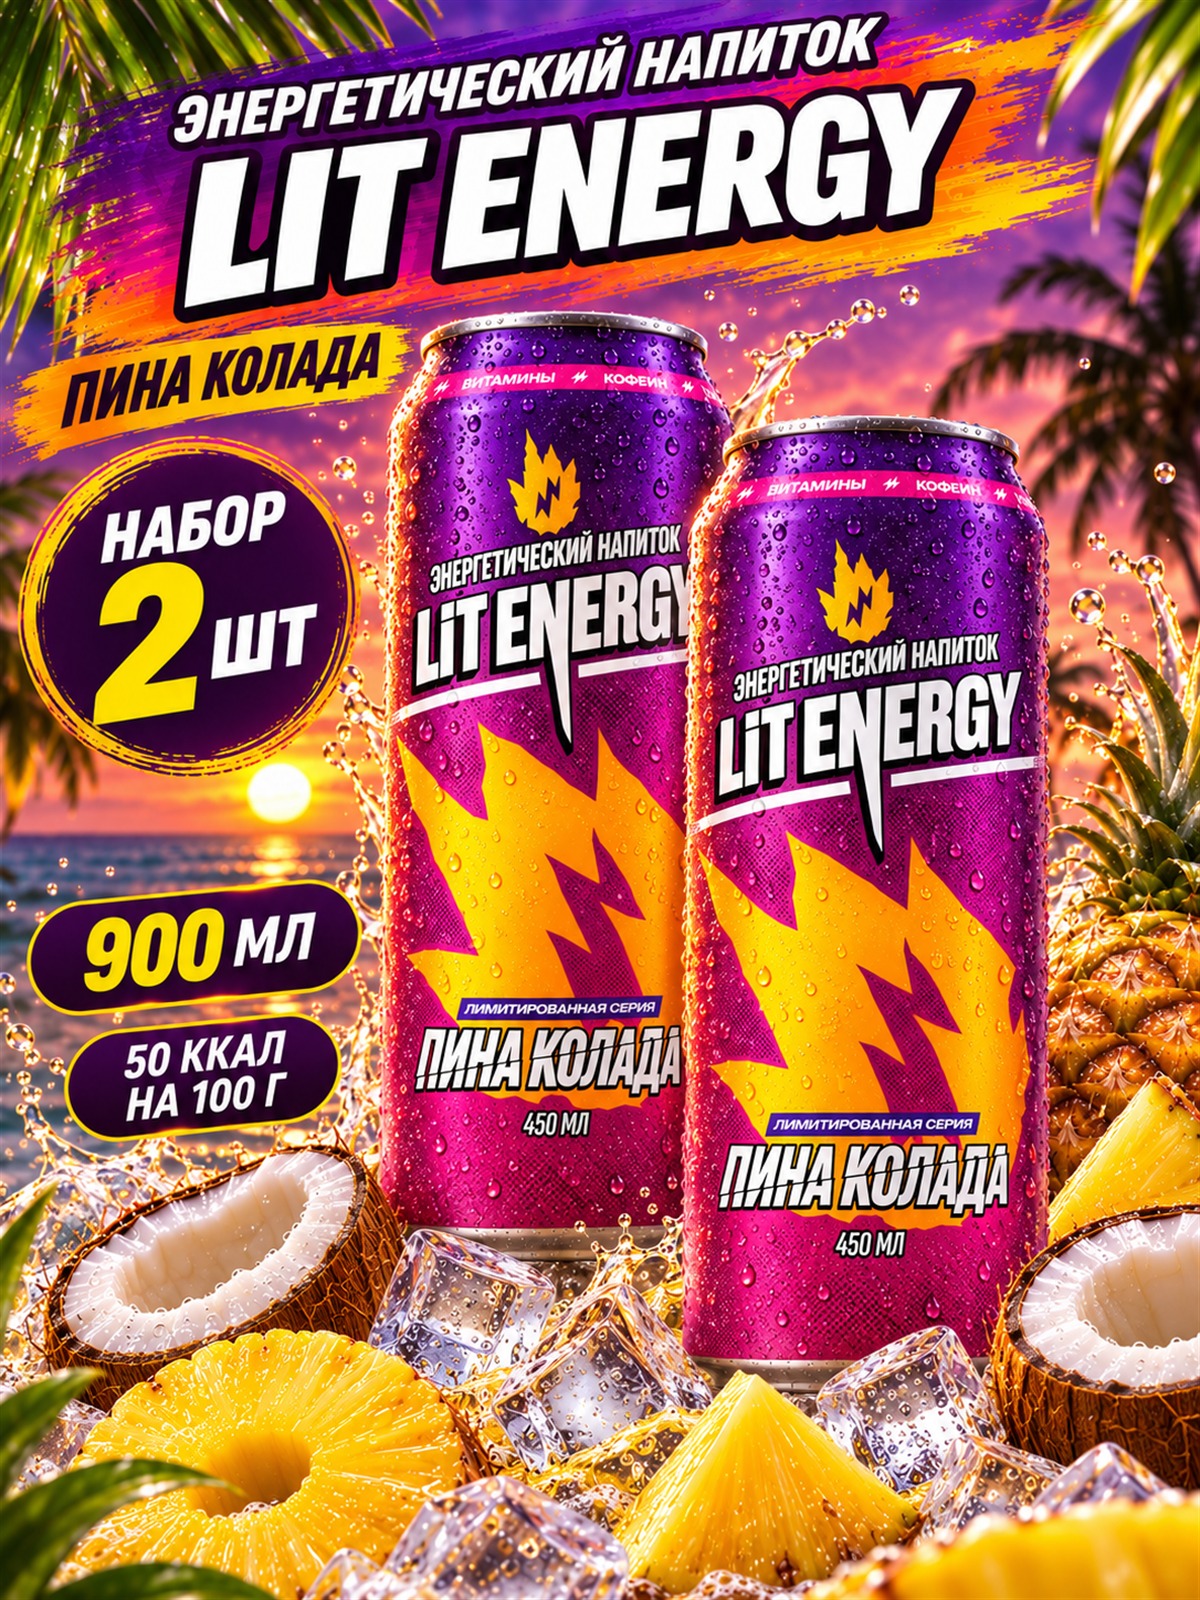 ЭНЕРГЕТИЧЕСКИЙ НАПИТОК
LIT ENERGY
ПИНА КОЛАДА
НАБОР
2 ШТ
900 МЛ
50 ККАЛ
НА 100 Г
ВИТАМИНЫ КОФЕИН
ЭНЕРГЕТИЧЕСКИЙ НАПИТОК
LIT ENERGY
ЛИМИТИРОВАННАЯ СЕРИЯ
ПИНА КОЛАДА
450 МЛ
ВИТАМИНЫ КОФЕИН
ЭНЕРГЕТИЧЕСКИЙ НАПИТОК
LIT ENERGY
ЛИМИТИРОВАННАЯ СЕРИЯ
ПИНА КОЛАДА
450 МЛ